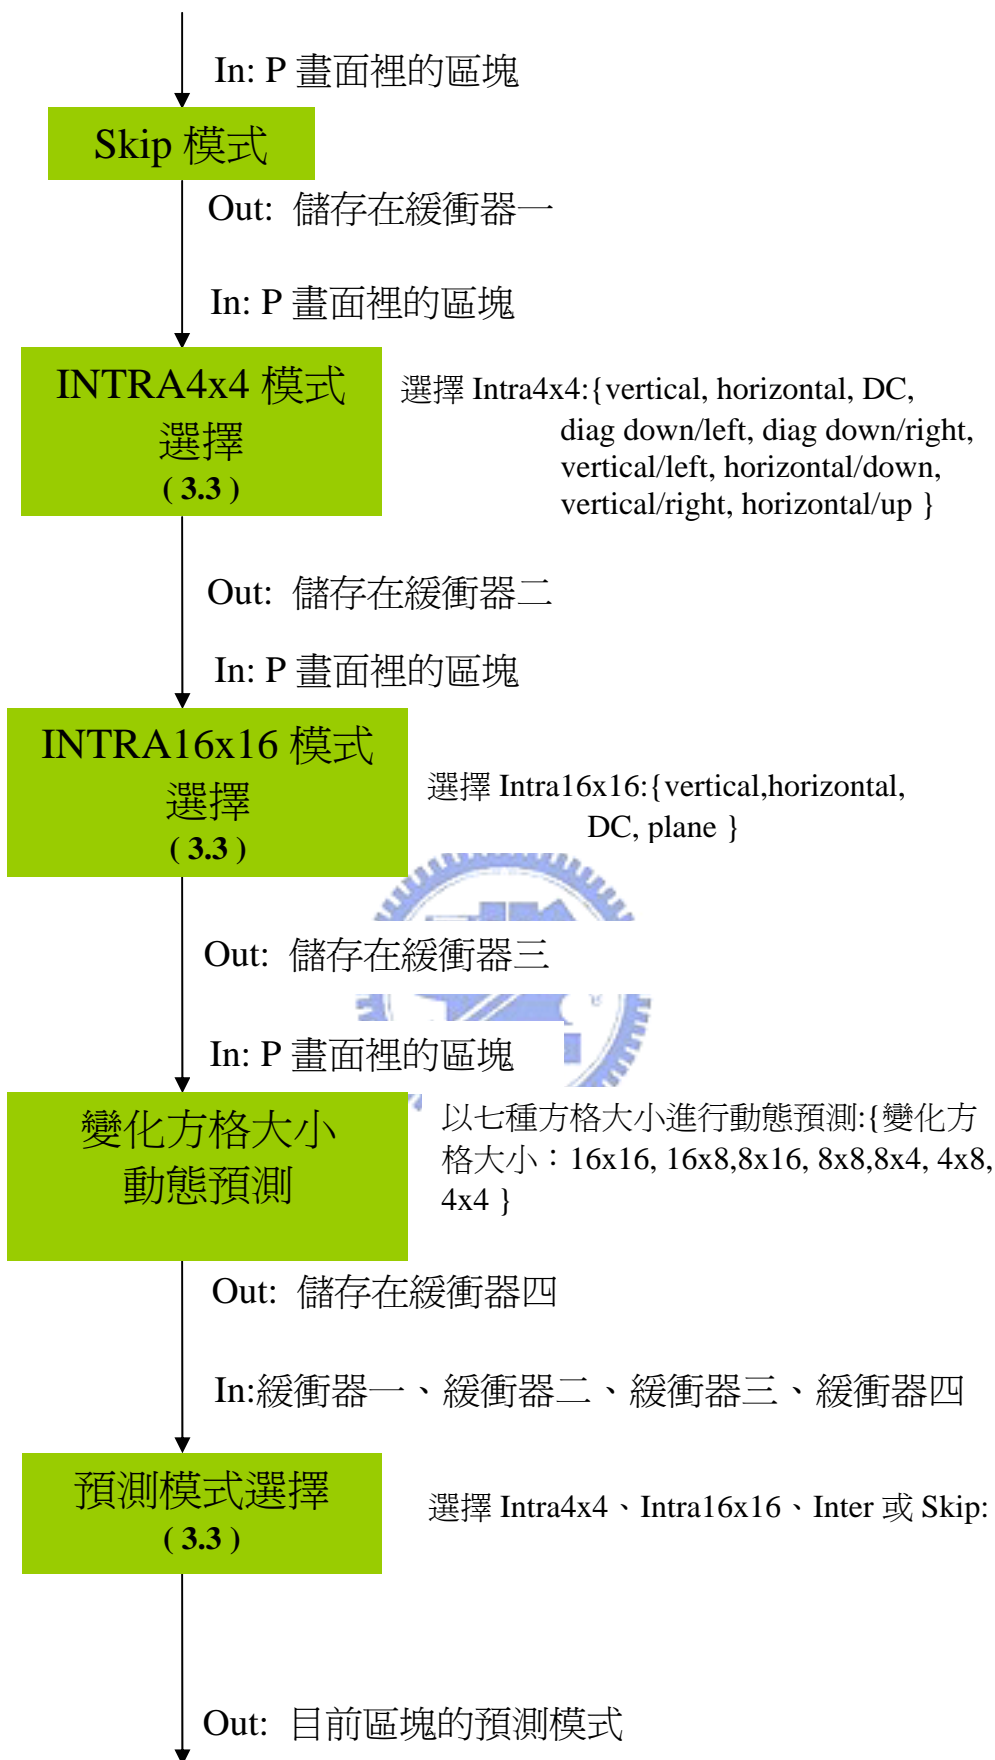 In: P 畫面裡的區塊
Skip 模式
Out: 儲存在緩衝器一
In: P 畫面裡的區塊
INTRA4x4 模式
選擇
( 3.3 )
選擇 Intra4x4:{vertical, horizontal, DC,
diag down/left, diag down/right,
vertical/left, horizontal/down,
vertical/right, horizontal/up }
Out: 儲存在緩衝器二
In: P 畫面裡的區塊
INTRA16x16 模式
選擇
( 3.3 )
選擇 Intra16x16:{vertical,horizontal,
DC, plane }
Out: 儲存在緩衝器三
In: P 畫面裡的區塊
變化方格大小
動態預測
以七種方格大小進行動態預測:{變化方
格大小：16x16, 16x8,8x16, 8x8,8x4, 4x8,
4x4 }
Out: 儲存在緩衝器四
In:緩衝器一、緩衝器二、緩衝器三、緩衝器四
預測模式選擇
( 3.3 )
選擇 Intra4x4、Intra16x16、Inter 或 Skip:
Out: 目前區塊的預測模式